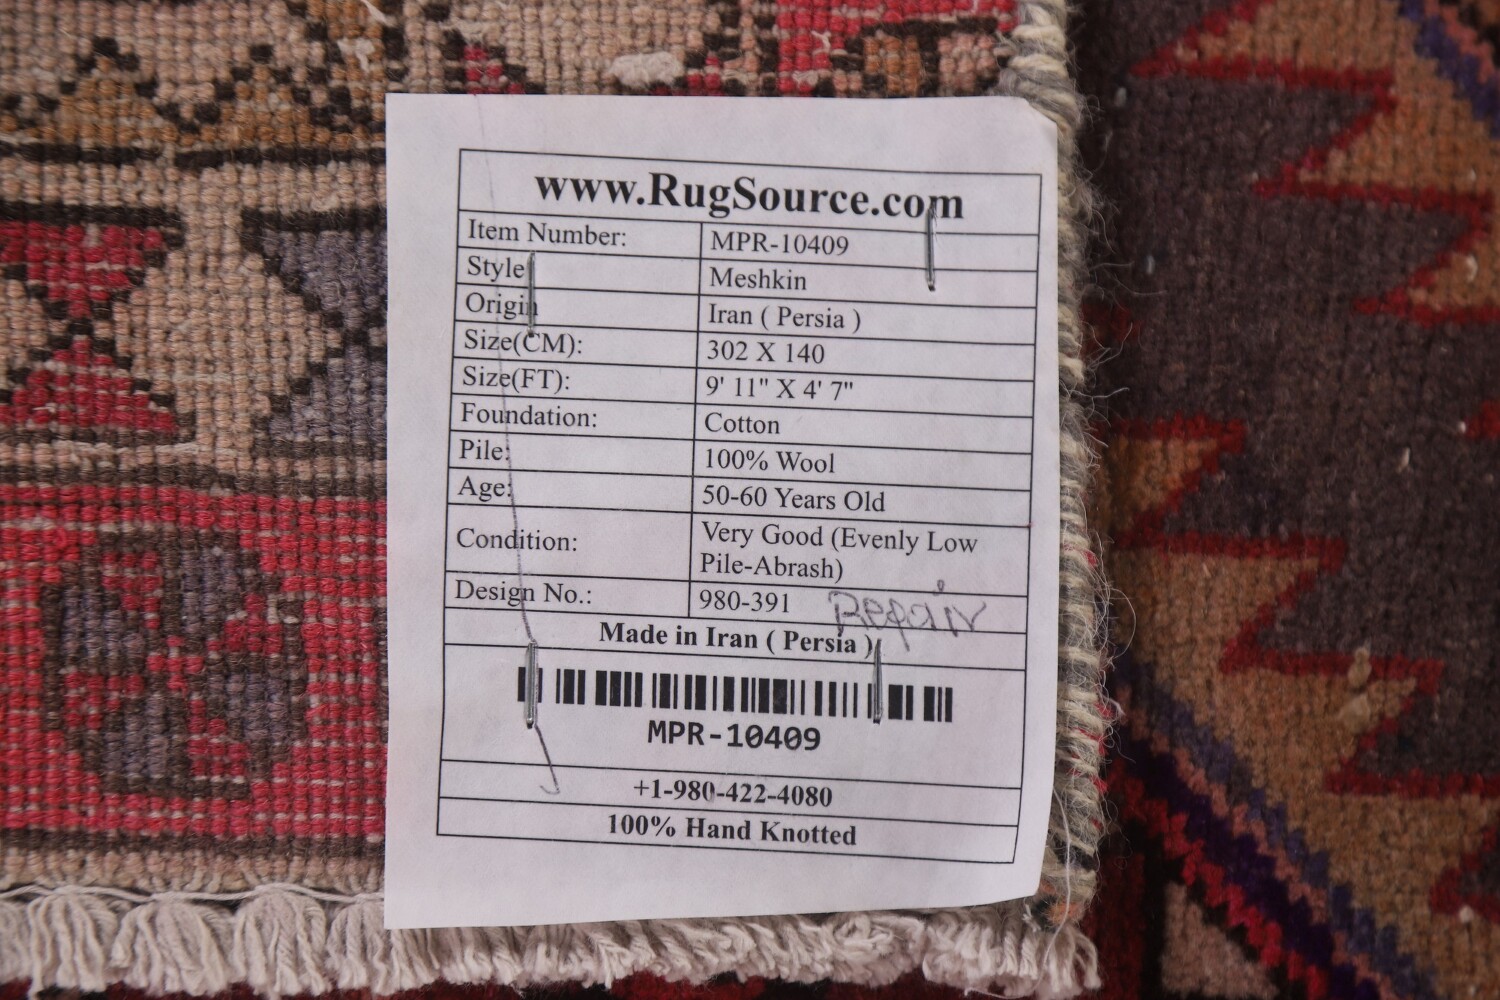 www.RugSource.com
Item Number: MPR-10409
Style Meshkin
Origin Iran ( Persia )
Size(CM): 302 X 140
Size(FT): 9' 11" X 4' 7"
Foundation: Cotton
Pile: 100% Wool
Age: 50-60 Years Old
Condition: Very Good (Evenly Low
Pile-Abrash)
Design No.: 980-391 Repair
Made in Iran ( Persia )
MPR-10409
+1-980-422-4080
100% Hand Knotted